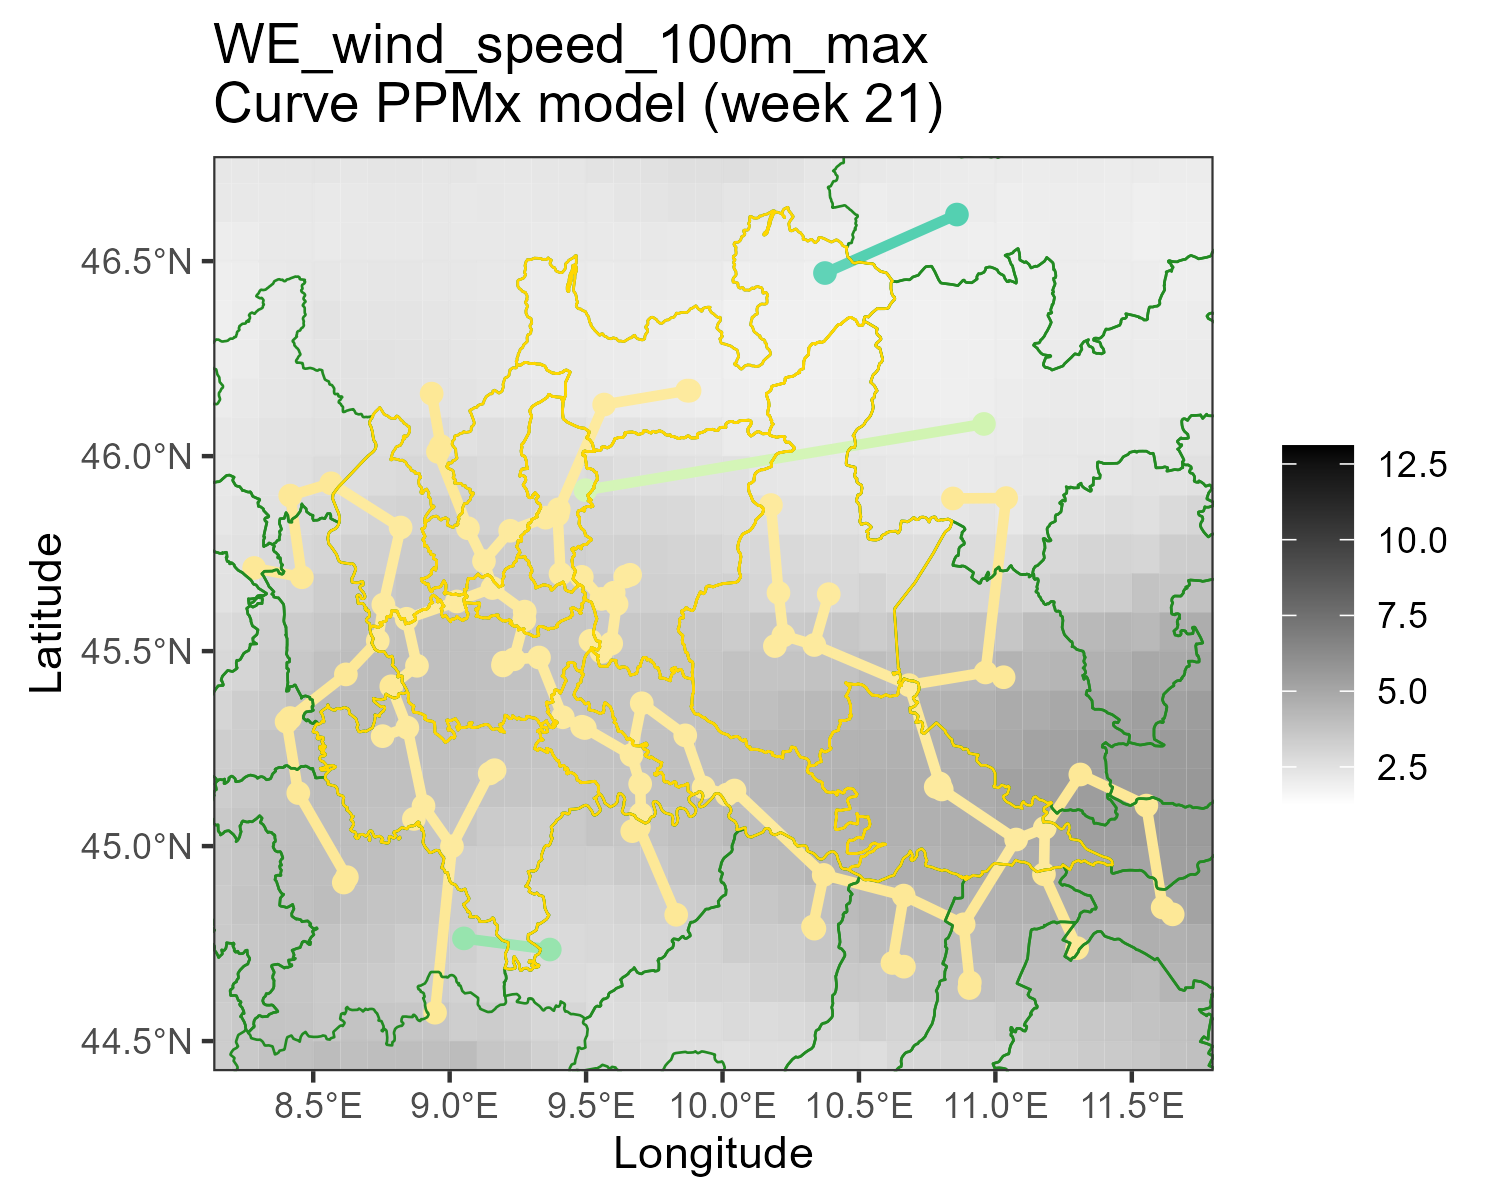 WE_wind_speed_100m_max
Curve PPMx model (week 21)
46.5°N
46.0°N
45.5°N
45.0°N
44.5°N
Latitude
8.5°E 9.0°E 9.5°E 10.0°E 10.5°E 11.0°E 11.5°E
Longitude
12.5
10.0
7.5
5.0
2.5